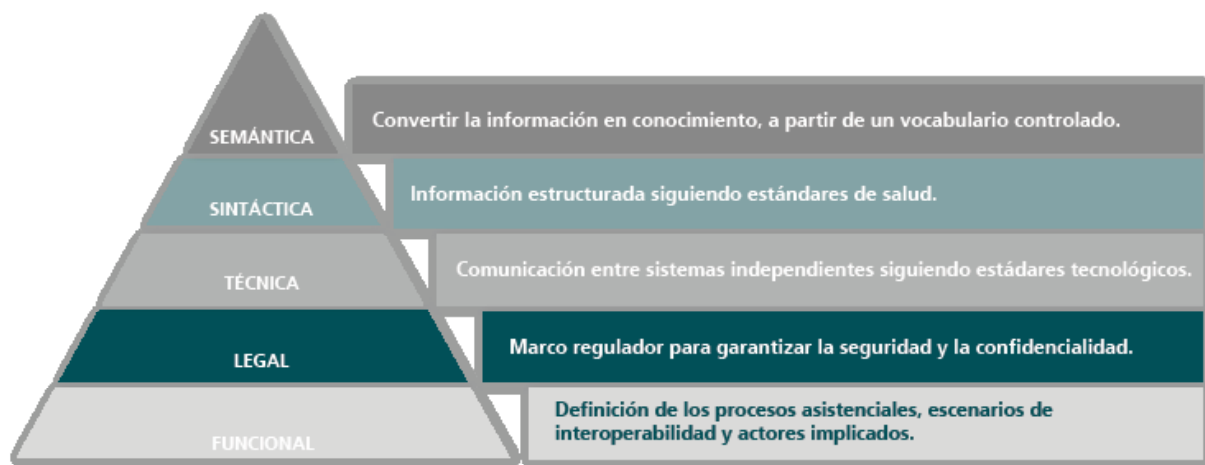 SEMÁNTICA
Convertir la información en conocimiento, a partir de un vocabulario controlado.
SINTÁCTICA
Información estructurada siguiendo estándares de salud.
TÉCNICA
Comunicación entre sistemas independientes siguiendo estádares tecnológicos.
LEGAL
Marco regulador para garantizar la seguridad y la confidencialidad.
FUNCIONAL
Definición de los procesos asistenciales, escenarios de
interoperabilidad y actores implicados.